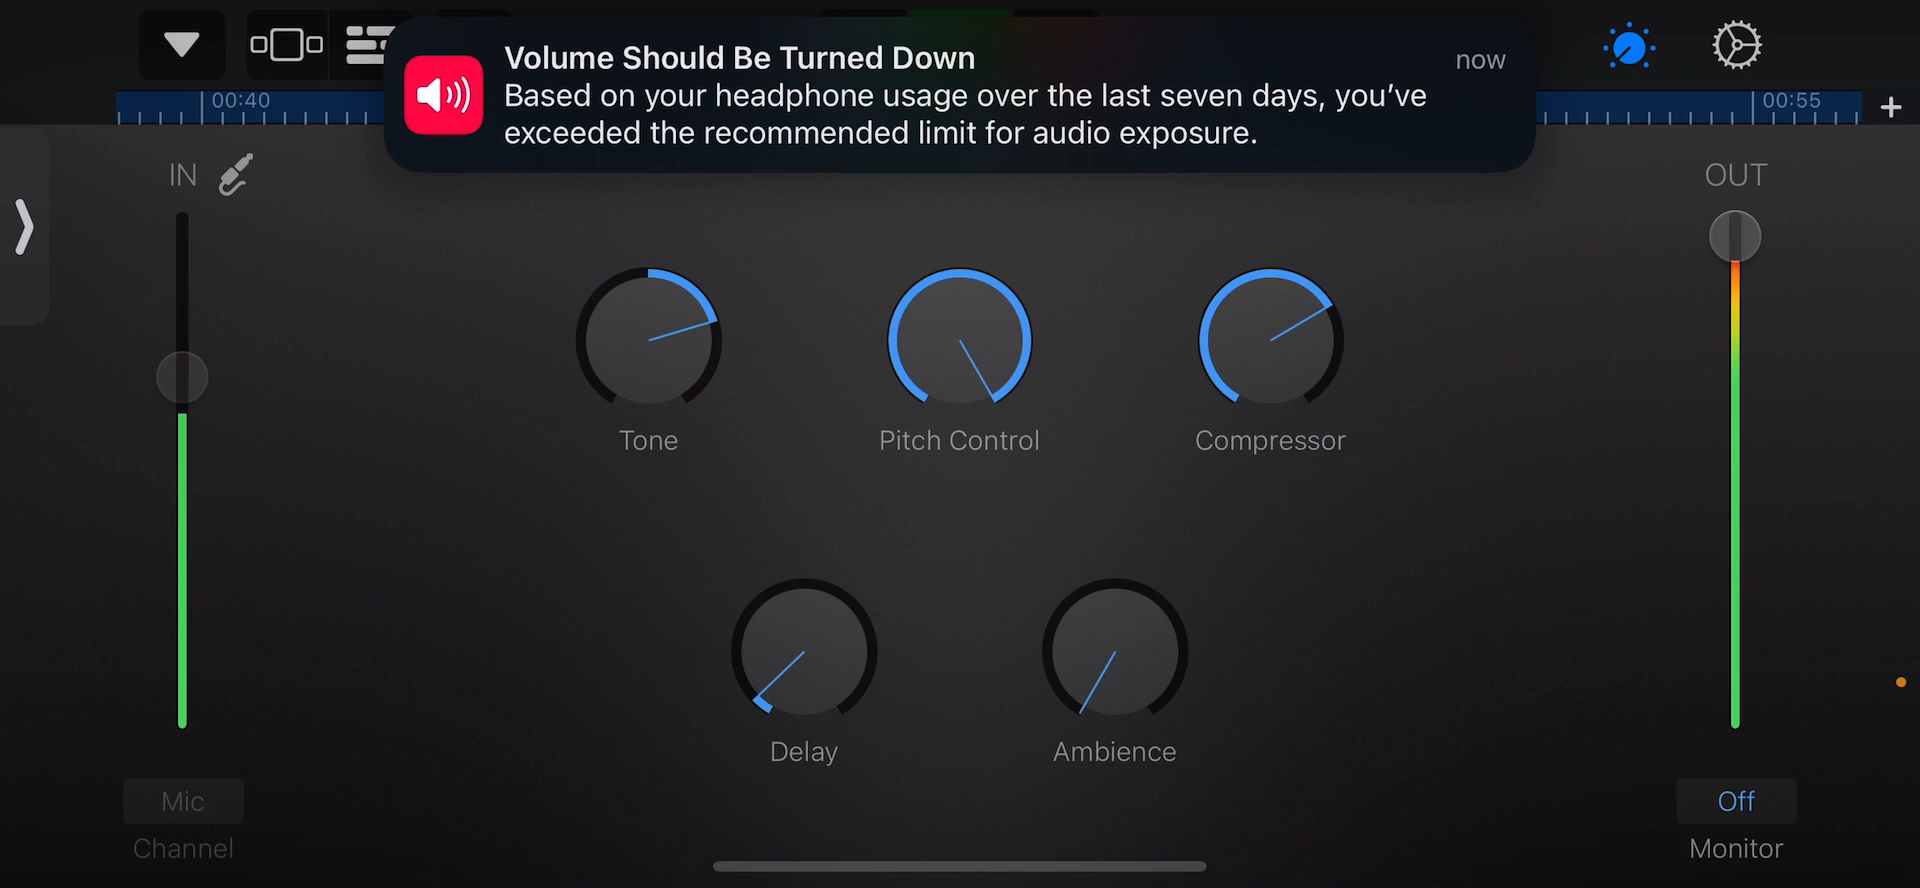 Volume Should Be Turned Down
now
Based on your headphone usage over the last seven days, you’ve
exceeded the recommended limit for audio exposure.
00:40
00:55
IN
OUT
Tone
Pitch Control
Compressor
Delay
Ambience
Mic
Channel
Off
Monitor